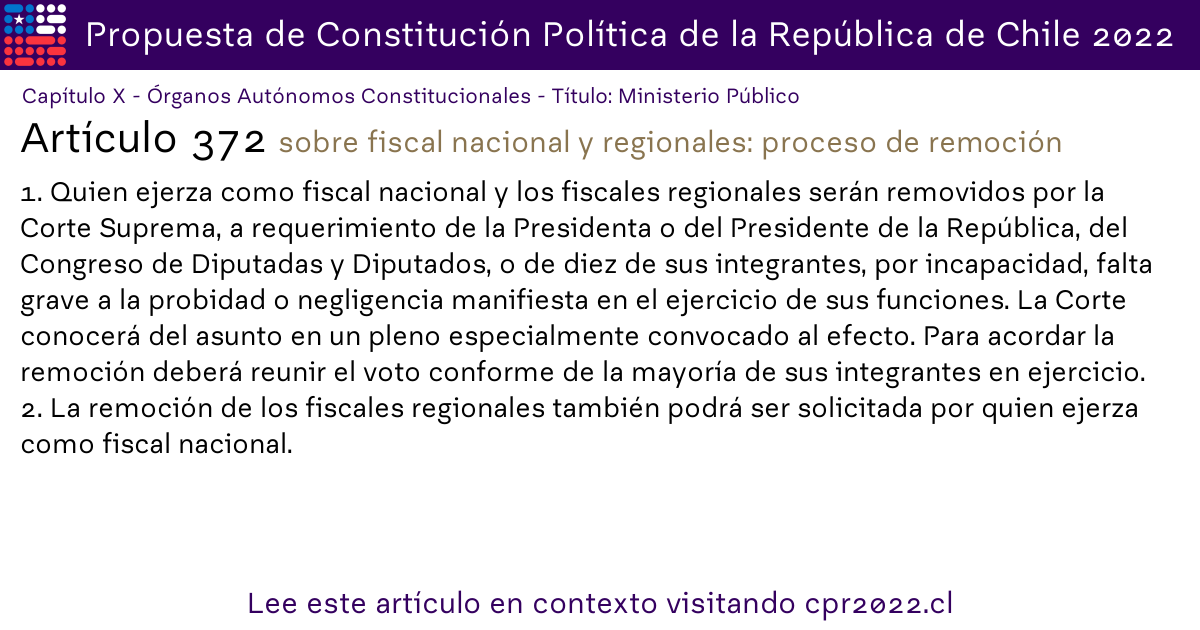 Propuesta de Constitución Política de la República de Chile 2022
Capítulo X - Órganos Autónomos Constitucionales - Título: Ministerio Público
Artículo 372 sobre fiscal nacional y regionales: proceso de remoción
1. Quien ejerza como fiscal nacional y los fiscales regionales serán removidos por la
Corte Suprema, a requerimiento de la Presidenta o del Presidente de la República, del
Congreso de Diputadas y Diputados, o de diez de sus integrantes, por incapacidad, falta
grave a la probidad o negligencia manifiesta en el ejercicio de sus funciones. La Corte
conocerá del asunto en un pleno especialmente convocado al efecto. Para acordar la
remoción deberá reunir el voto conforme de la mayoría de sus integrantes en ejercicio.
2. La remoción de los fiscales regionales también podrá ser solicitada por quien ejerza
como fiscal nacional.
Lee este artículo en contexto visitando cpr2022.cl